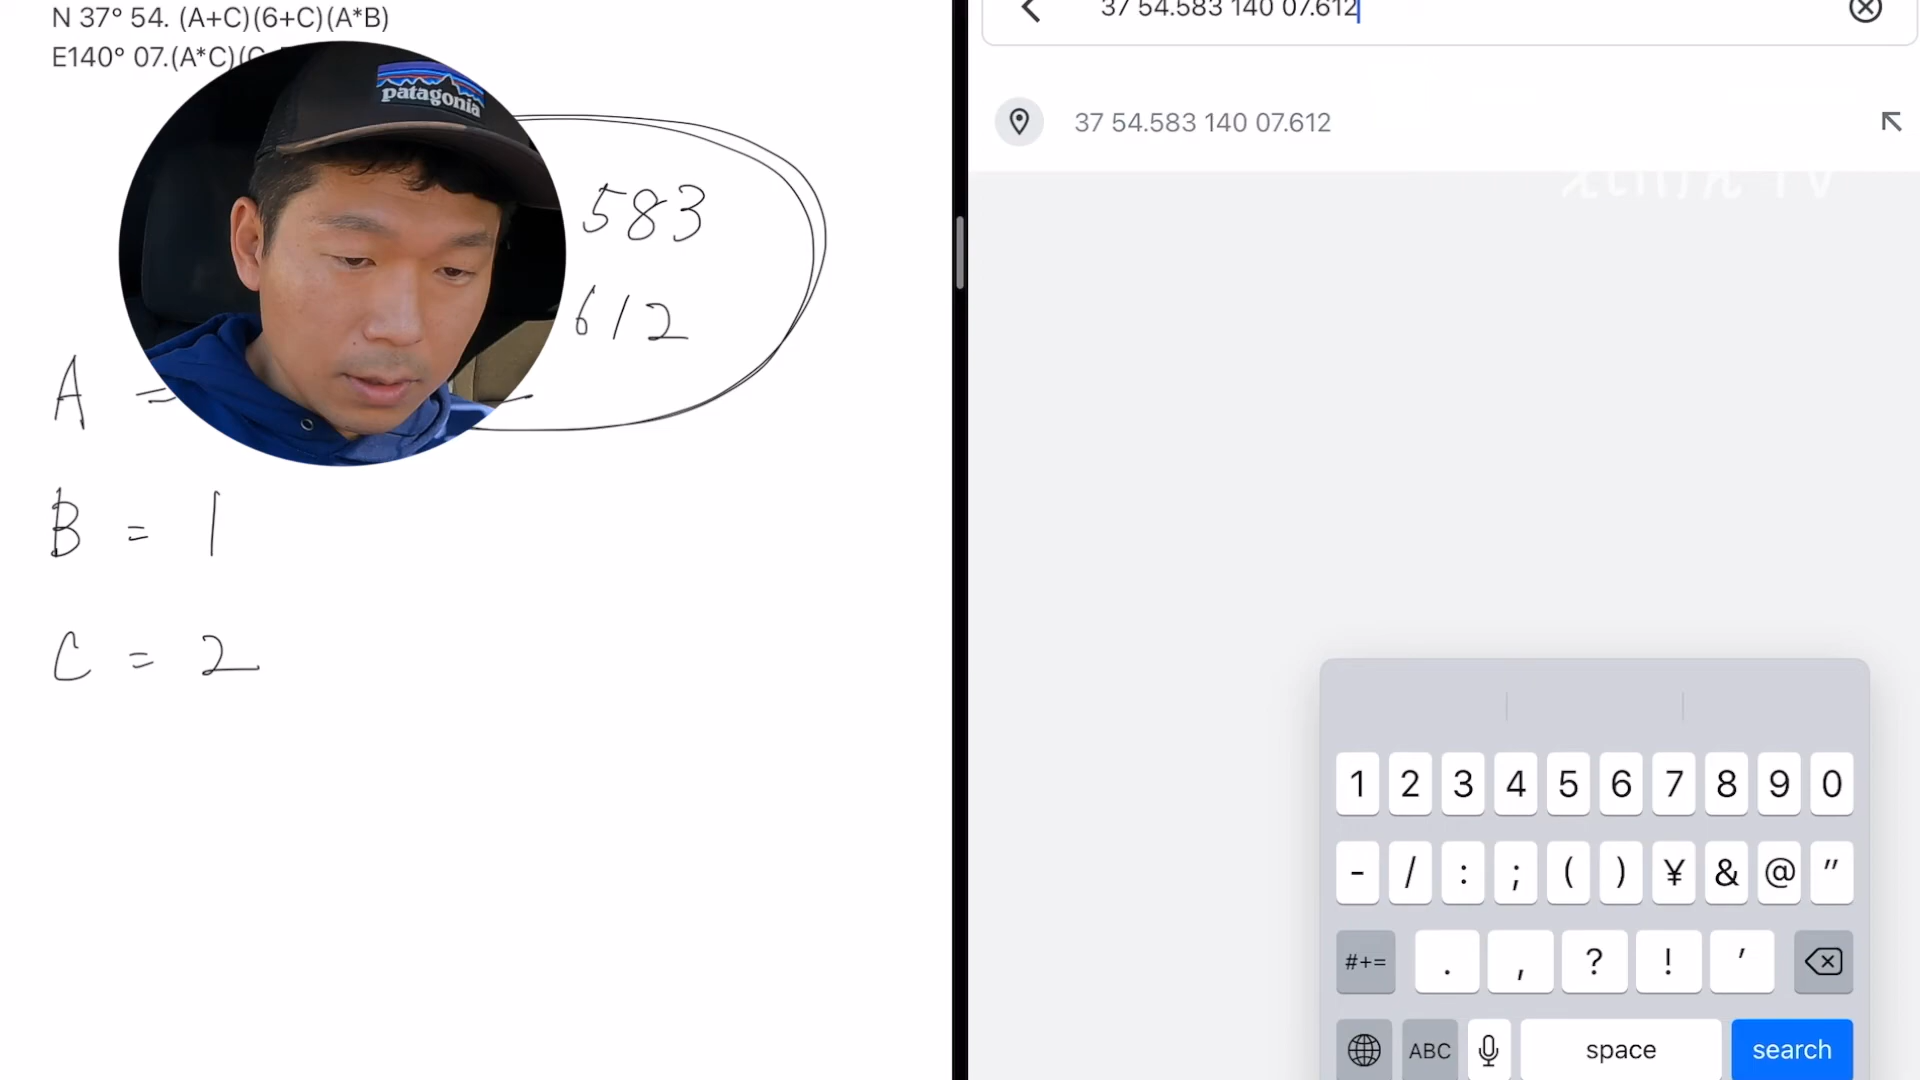 N 37° 54. (A+C)(6+C)(A*B)
E140° 07.(A*C)(
patagonia
583
612
A =
B = 1
C = 2
37 54.583 140 07.612
37 54.583 140 07.612
1 2 3 4 5 6 7 8 9 0
- / : ; ( ) ¥ & @ "
#+= . , ? ! '
ABC space search